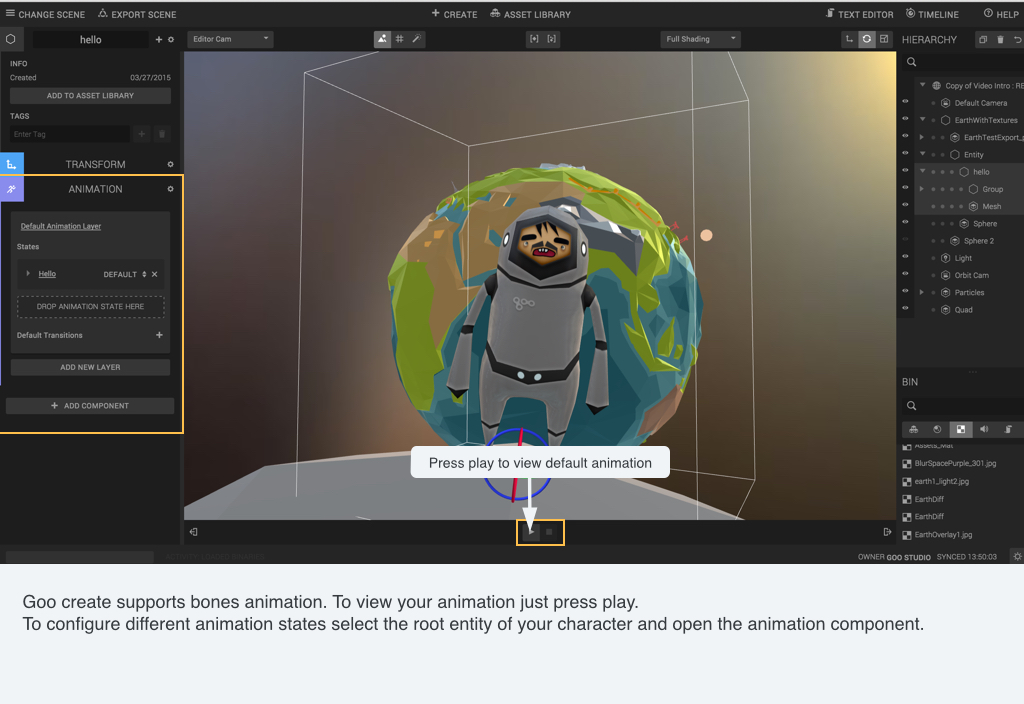 CHANGE SCENE
EXPORT SCENE
CREATE
ASSET LIBRARY
TEXT EDITOR
TIMELINE
HELP
hello
Editor Cam
Full Shading
HIERARCHY
INFO
Created 03/27/2015
ADD TO ASSET LIBRARY
TAGS
Enter Tag
TRANSFORM
ANIMATION
Default Animation Layer
States
Hello DEFAULT
DROP ANIMATION STATE HERE
Default Transitions
ADD NEW LAYER
ADD COMPONENT
Copy of Video Intro : RE
Default Camera
EarthWithTextures
EarthTestExport_p
Entity
hello
Group
Mesh
Sphere
Sphere 2
Light
Orbit Cam
Particles
Quad
BIN
Assets_Mat
BlurSpacePurple_301.jpg
earth1_light2.jpg
EarthDiff
EarthDiff
EarthOverlay1.jpg
Press play to view default animation
OWNER GOO STUDIO SYNCED 13:50:03
Goo create supports bones animation. To view your animation just press play.
To configure different animation states select the root entity of your character and open the animation component.